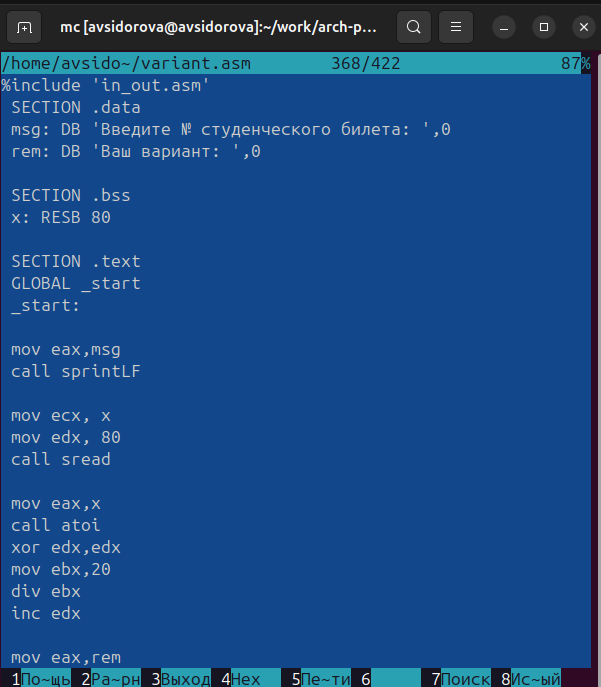 mc [avsidorova@avsidorova]:~/work/arch-p...
/home/avsido~/variant.asm 368/422 87%
%include 'in_out.asm'
SECTION .data
msg: DB 'Введите № студенческого билета: ',0
rem: DB 'Ваш вариант: ',0
SECTION .bss
x: RESB 80
SECTION .text
GLOBAL _start
_start:
mov eax,msg
call sprintLF
mov ecx, x
mov edx, 80
call sread
mov eax,x
call atoi
xor edx,edx
mov ebx,20
div ebx
inc edx
mov eax,rem
1По~щь 2Ра~рн 3Выход 4Hex 5Пе~ти 6 7Поиск 8Ис~ый